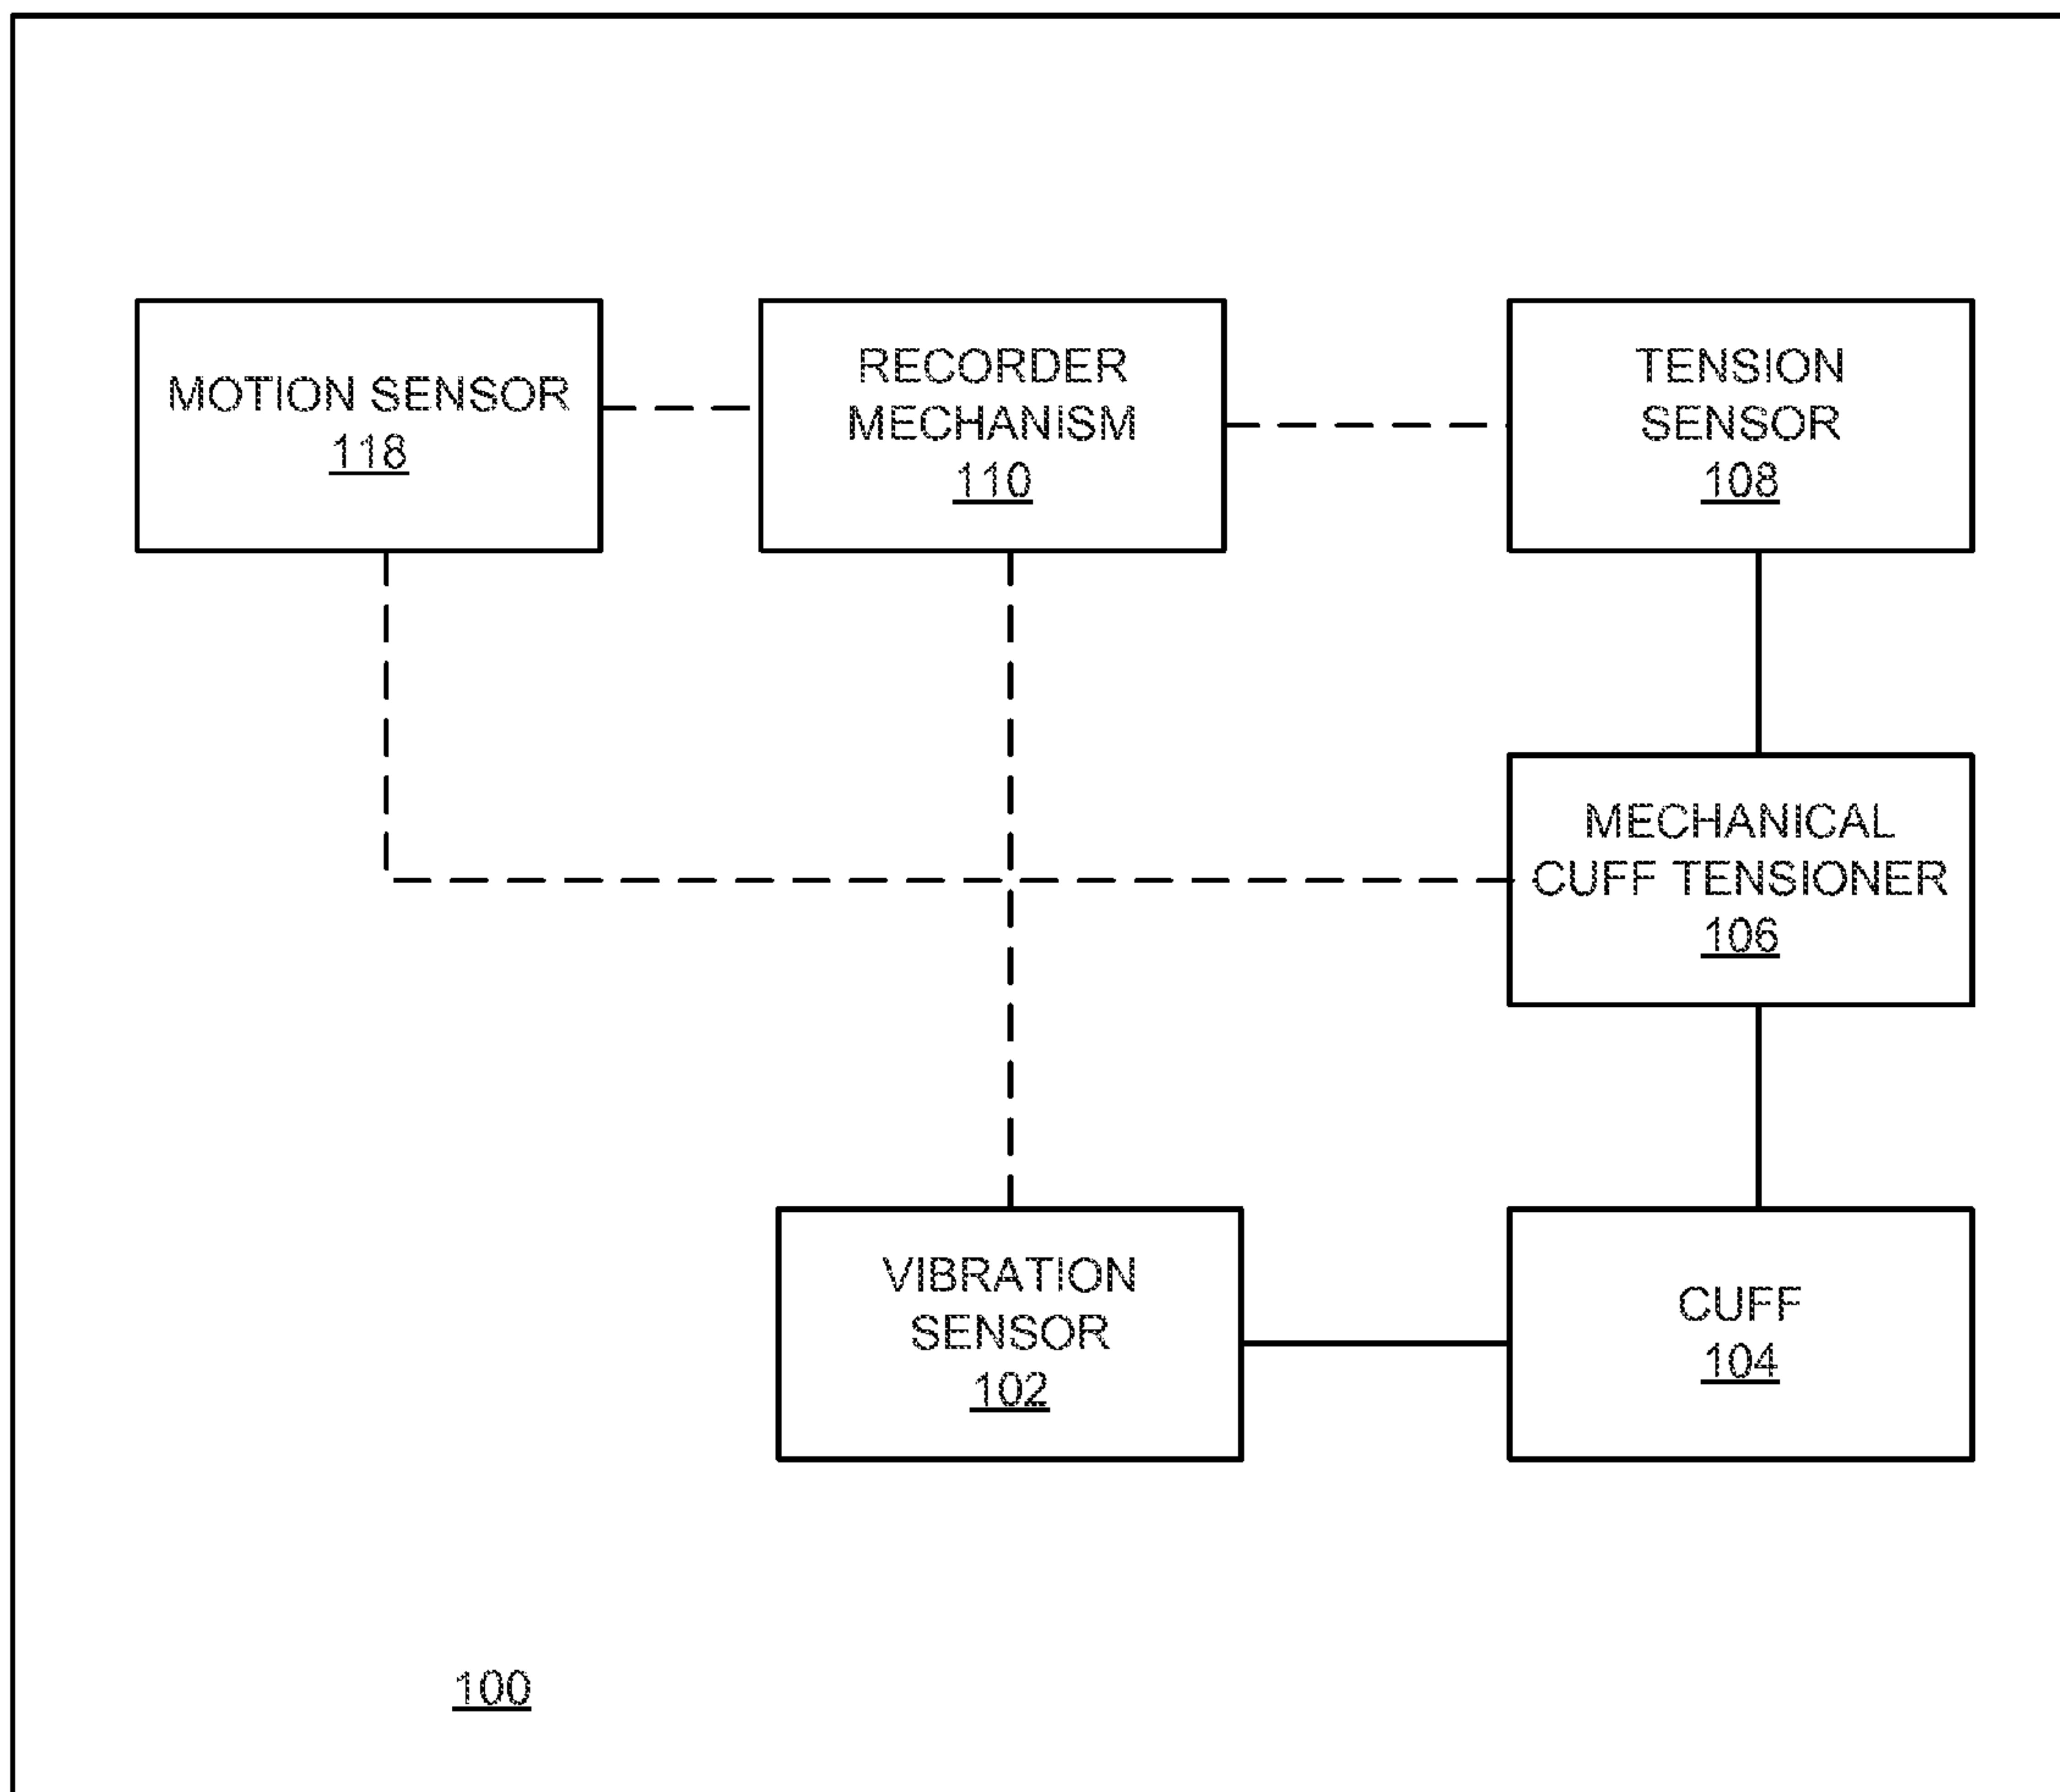 MOTION SENSOR
118
RECORDER
MECHANISM
110
TENSION
SENSOR
108
MECHANICAL
CUFF TENSIONER
106
VIBRATION
SENSOR
102
CUFF
104
100